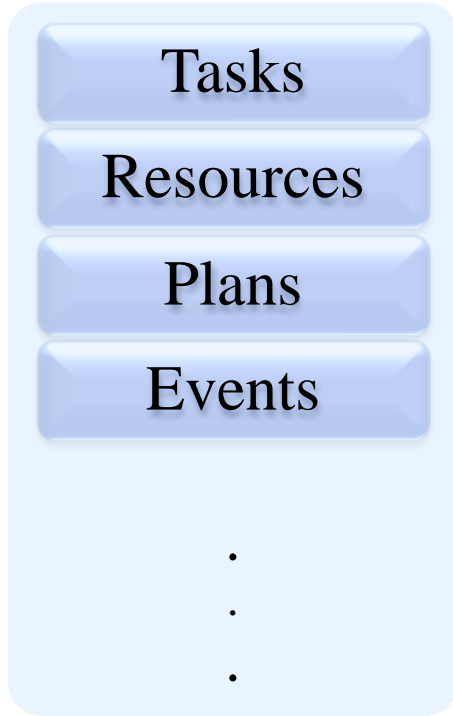 Tasks
Resources
Plans
Events
.
.
.